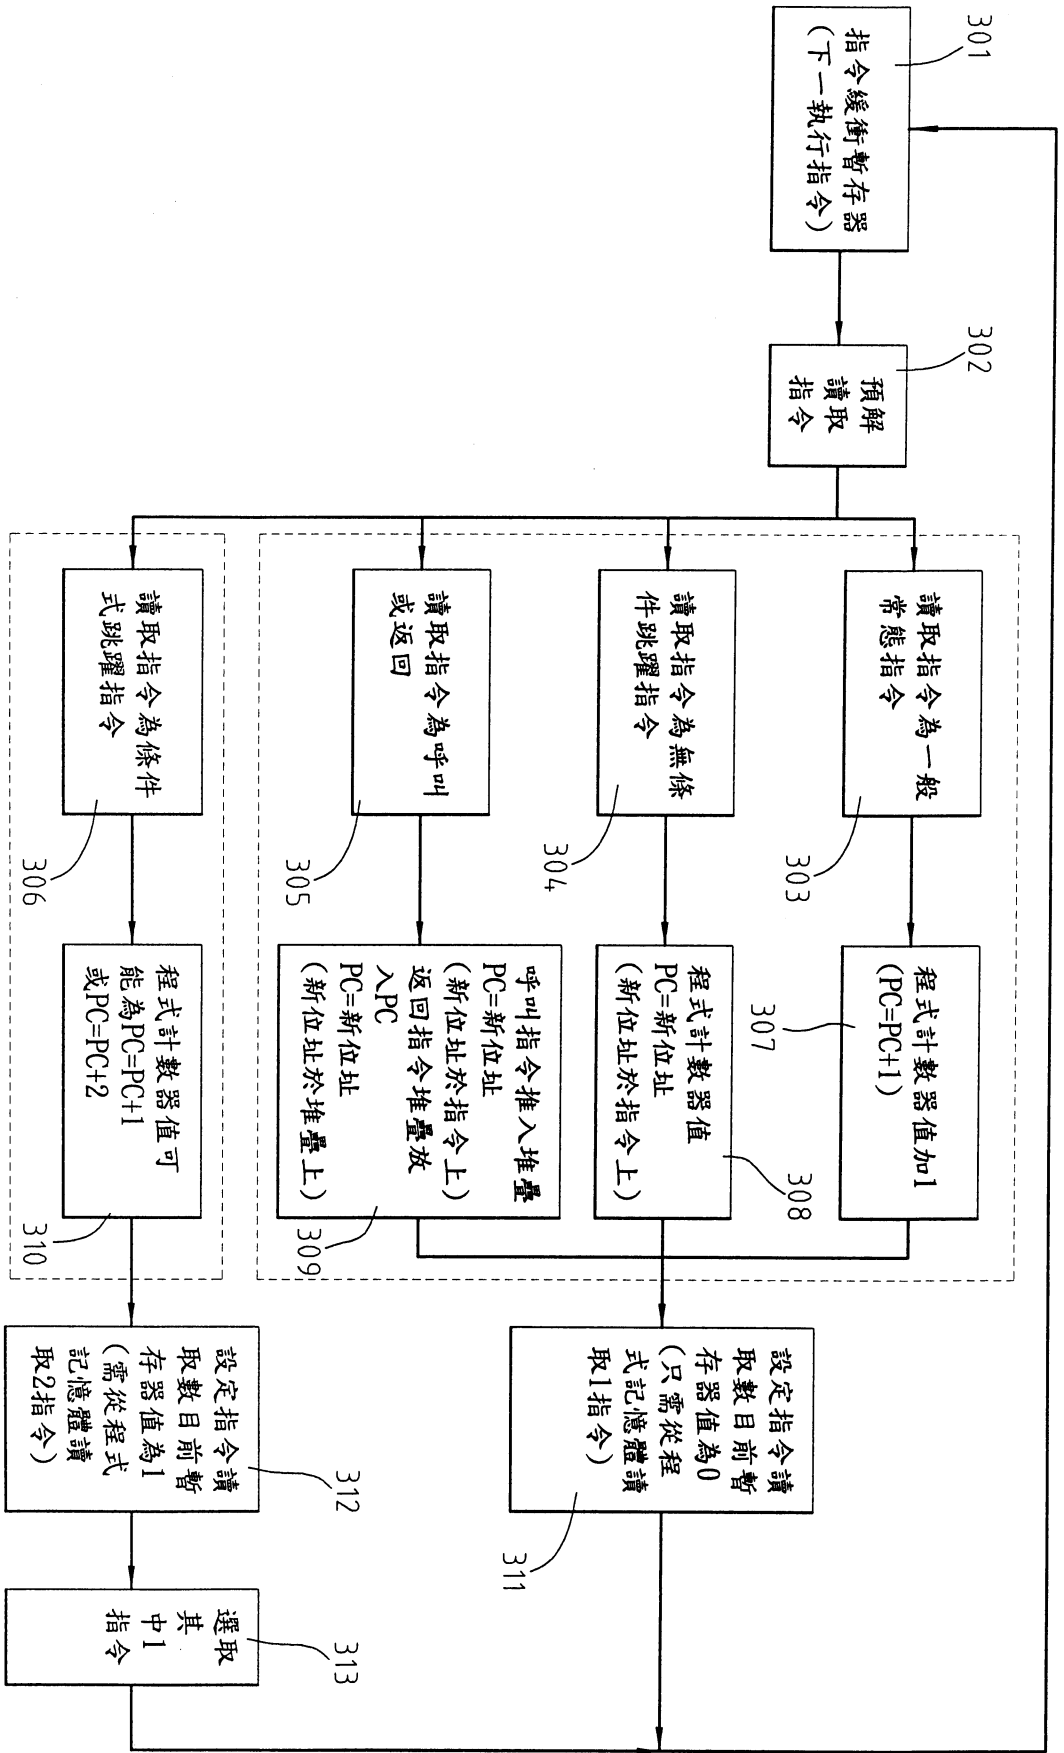 301
指令緩衝暫存器
(下一執行指令)
302
預解
讀取
指令
讀取指令為一般
常態指令
303
讀取指令為無條
件跳躍指令
304
讀取指令為呼叫
或返回
305
讀取指令為條件
式跳躍指令
306
程式計數器值加1
(PC=PC+1)
307
程式計數器值
PC=新位址
(新位址於指令上)
308
呼叫指令推入堆疊
PC=新位址
(新位址於指令上)
返回指令堆疊放
入PC
PC=新位址
(新位址於堆疊上)
309
程式計數器值可
能為PC=PC+1
或PC=PC+2
310
設定指令讀
取數目前暫
存器值為0
(只需從程
式記憶體讀
取1指令)
311
設定指令讀
取數目前暫
存器值為1
(需從程式
記憶體讀
取2指令)
312
選取
其
中1
指令
313